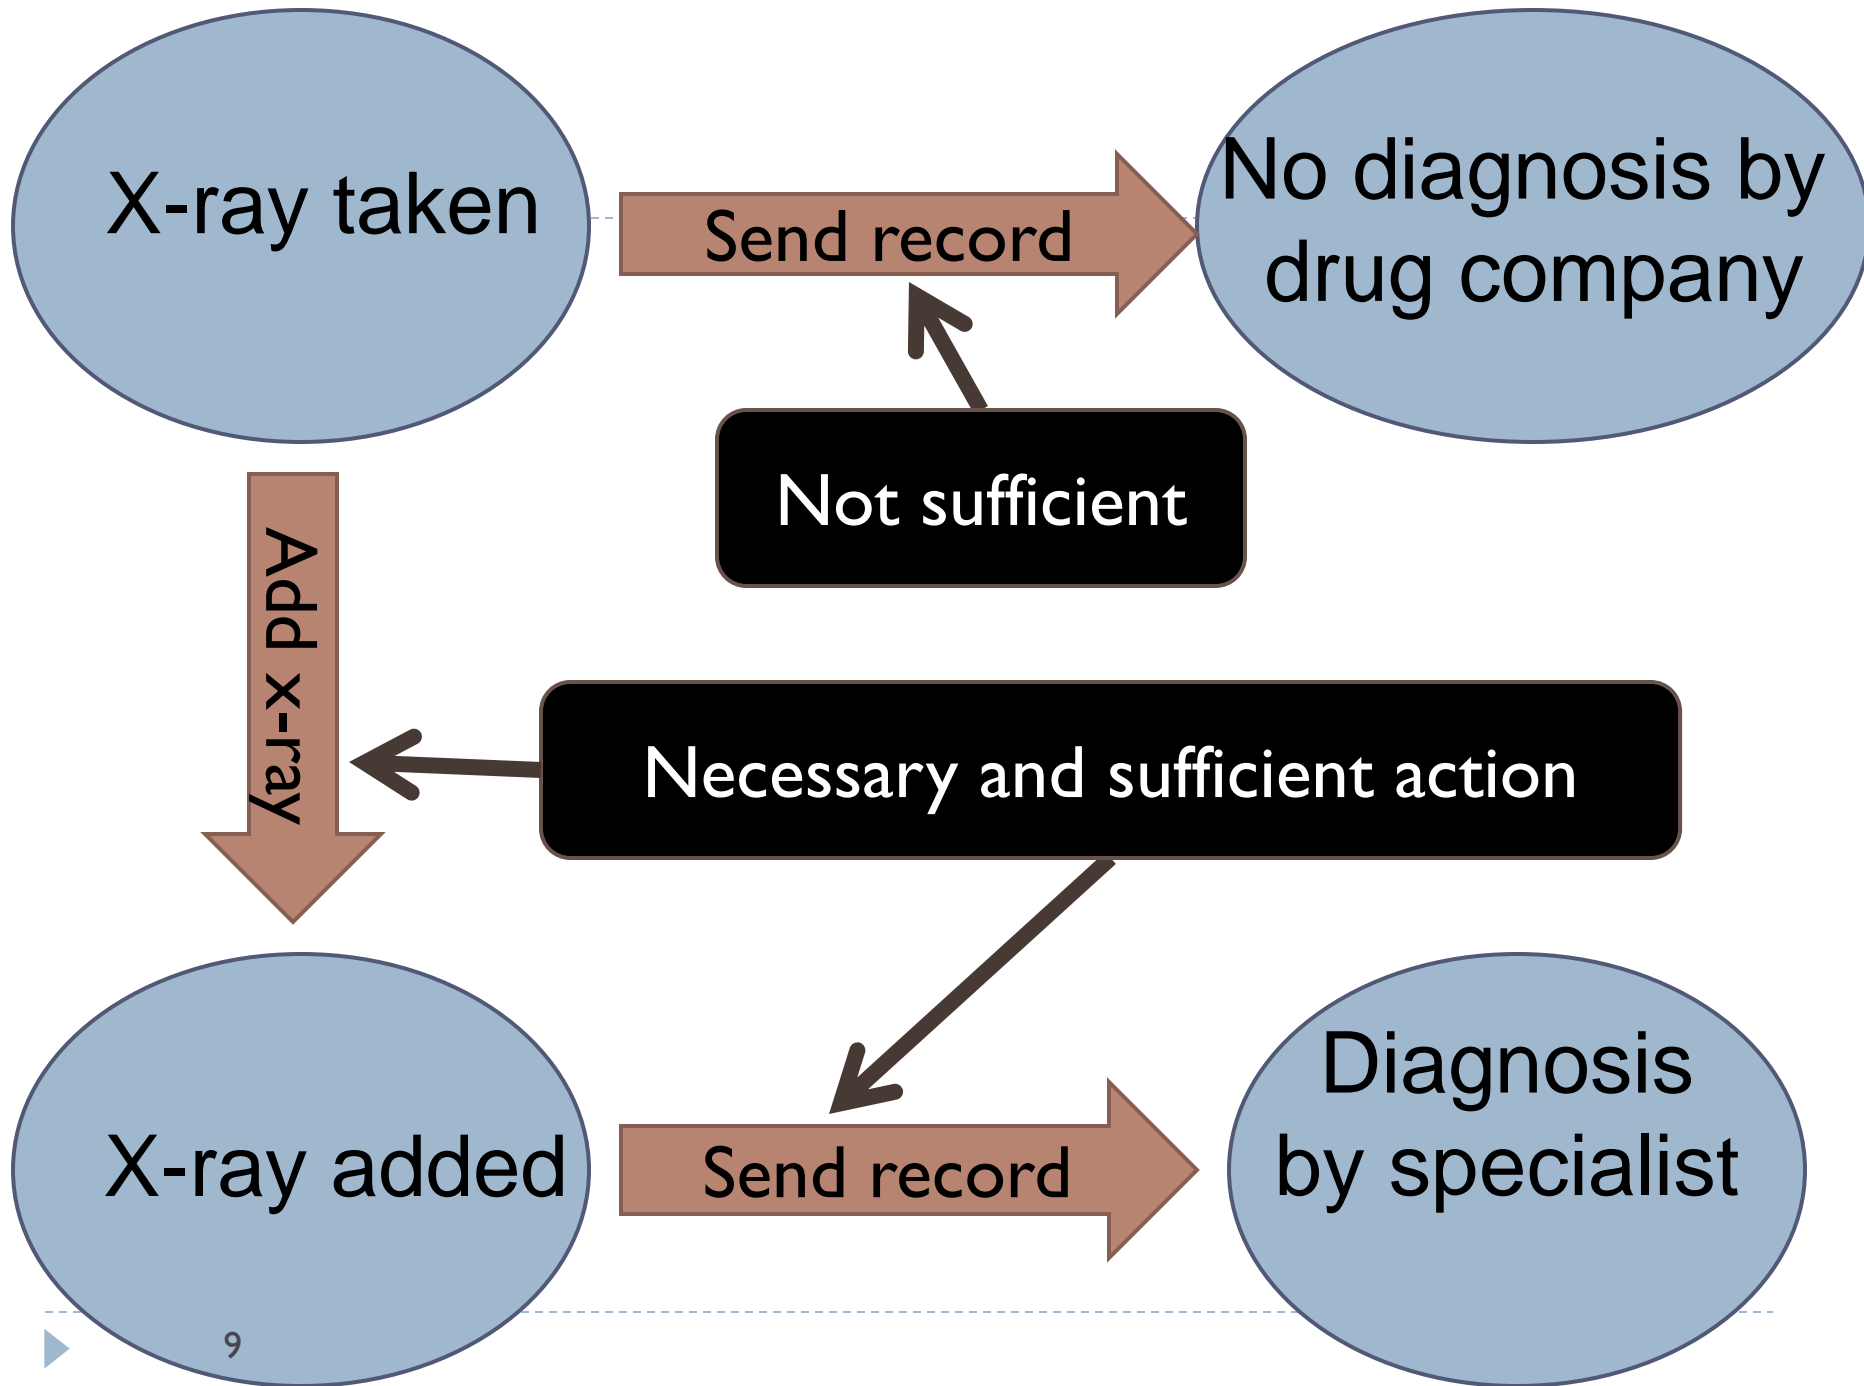 X-ray taken
Send record
No diagnosis by
drug company
Not sufficient
Add x-ray
Necessary and sufficient action
X-ray added
Send record
Diagnosis
by specialist
9